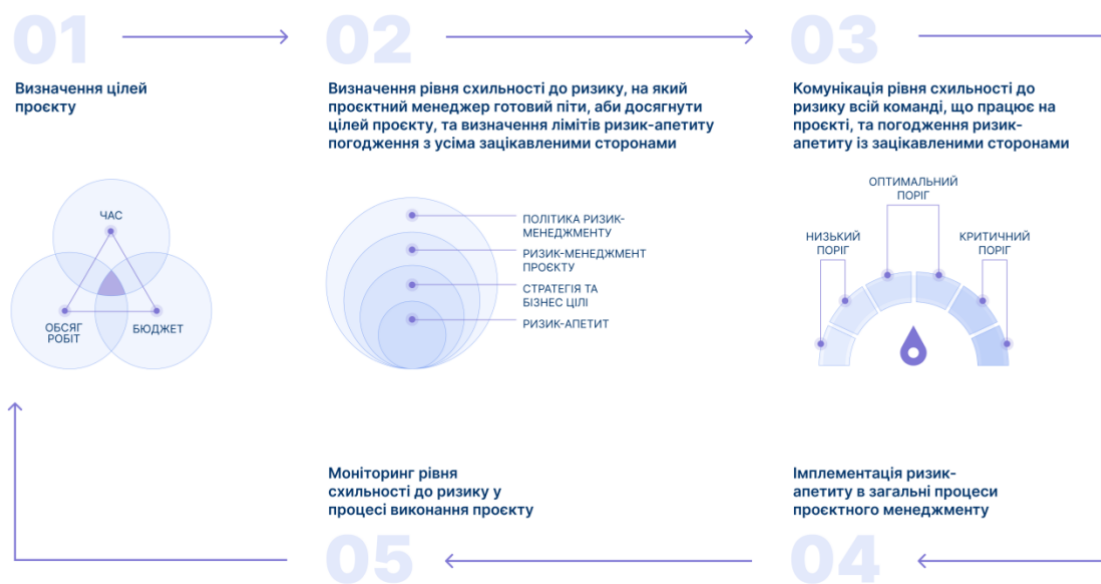 01
Визначення цілей
проєкту
ЧАС
ОБСЯГ
РОБІТ
БЮДЖЕТ
02
Визначення рівня схильності до ризику, на який
проєктний менеджер готовий піти, аби досягнути
цілей проєкту, та визначення лімітів ризик-апетиту
погодження з усіма зацікавленими сторонами
ПОЛІТИКА РИЗИК-
МЕНЕДЖМЕНТУ
РИЗИК-МЕНЕДЖМЕНТ
ПРОЄКТУ
СТРАТЕГІЯ ТА
БІЗНЕС ЦІЛІ
РИЗИК-АПЕТИТ
03
Комунікація рівня схильності до
ризику всій команді, що працює на
проєкті, та погодження ризик-
апетиту із зацікавленими сторонами
ОПТИМАЛЬНИЙ
ПОРІГ
НИЗЬКИЙ
ПОРІГ
КРИТИЧНИЙ
ПОРІГ
Імплементація ризик-
апетиту в загальні процеси
проєктного менеджменту
04
Моніторинг рівня
схильності до ризику у
процесі виконання проєкту
05